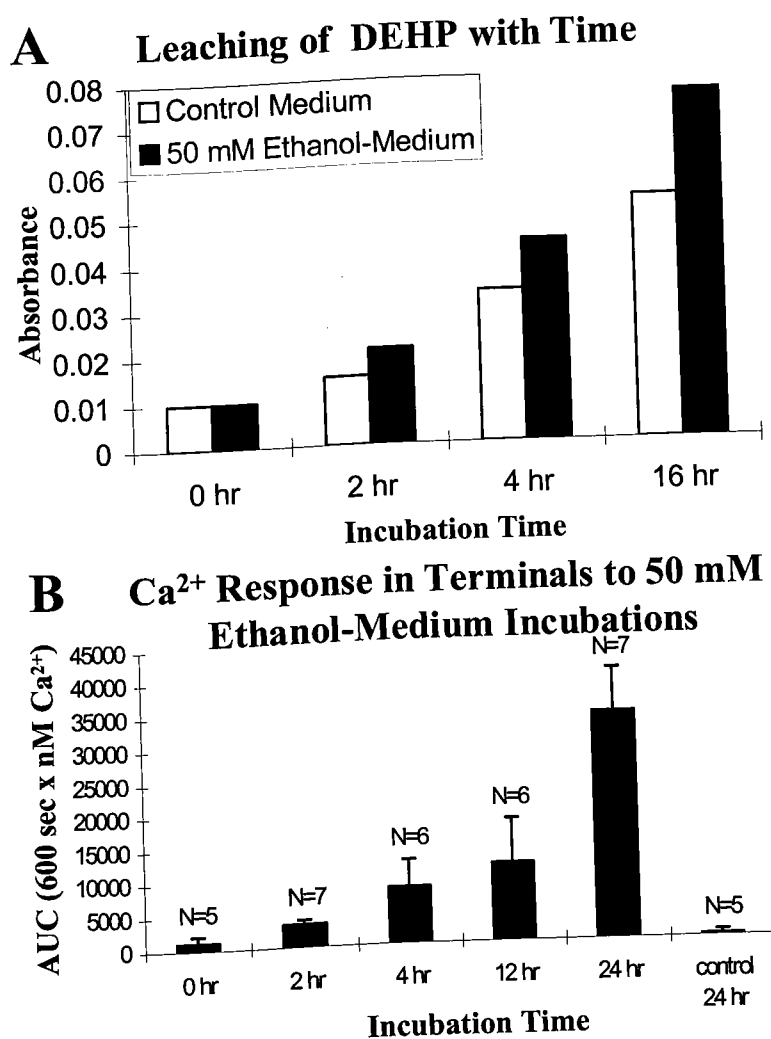 A Leaching of DEHP with Time
Control Medium
50 mM Ethanol-Medium
Absorbance
0.08
0.07
0.06
0.05
0.04
0.03
0.02
0.01
0
0 hr 2 hr 4 hr 16 hr
Incubation Time
B Ca²⁺ Response in Terminals to 50 mM
Ethanol-Medium Incubations
AUC (600 sec x nM Ca²⁺)
45000
40000
35000
30000
25000
20000
15000
10000
5000
0
N=5 N=7 N=6 N=6 N=7 N=5
0 hr 2 hr 4 hr 12 hr 24 hr control
24 hr
Incubation Time